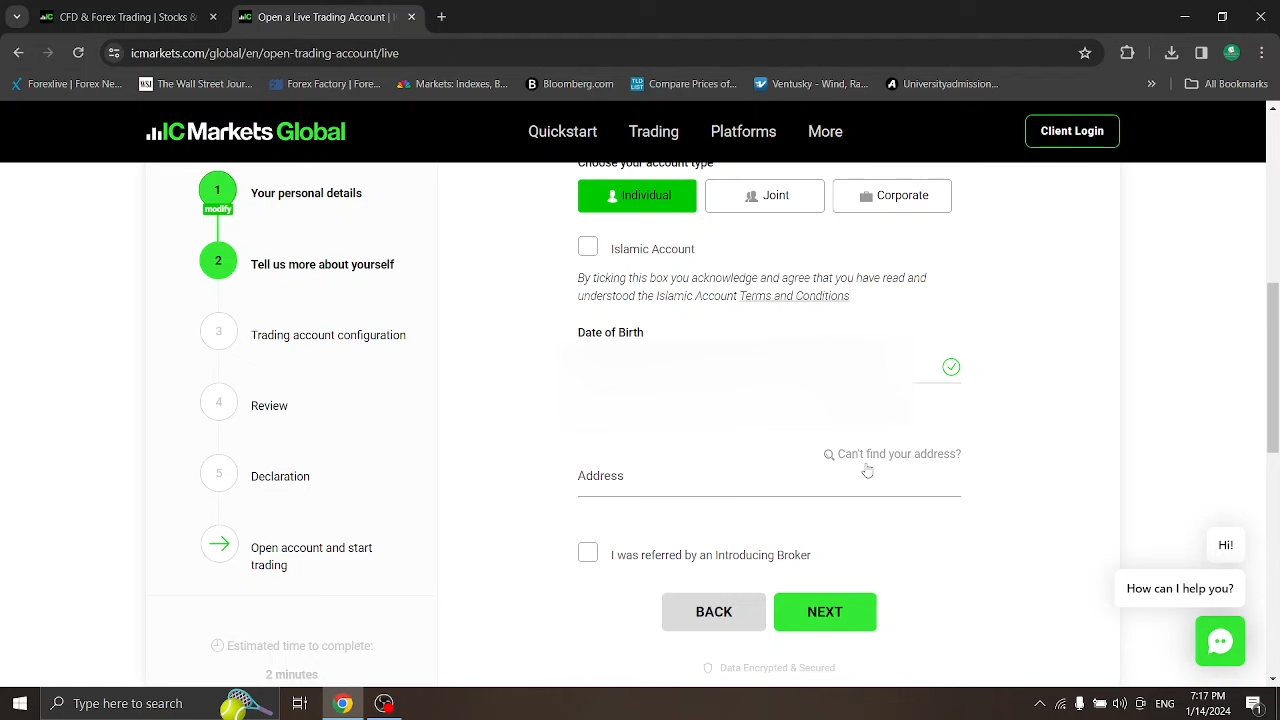 CFD & Forex Trading | Stocks &
Open a Live Trading Account |
icmarkets.com/global/en/open-trading-account/live
Forexlive | Forex Ne...
The Wall Street Jour...
Forex Factory | Fore...
Markets: Indexes, B...
Bloomberg.com
Compare Prices of...
Ventusky - Wind, Ra...
Universityadmission...
»
All Bookmarks
IC Markets Global
Quickstart
Trading
Platforms
More
Client Login
1
modify
Your personal details
2
Tell us more about yourself
3
Trading account configuration
4
Review
5
Declaration
Open account and start
trading
Estimated time to complete:
2 minutes
Choose your account type
Individual
Joint
Corporate
Islamic Account
By ticking this box you acknowledge and agree that you have read and
understood the Islamic Account Terms and Conditions
Date of Birth
Can't find your address?
Address
I was referred by an Introducing Broker
BACK
NEXT
Data Encrypted & Secured
Hi!
How can I help you?
Type here to search
ENG
7:17 PM
1/14/2024